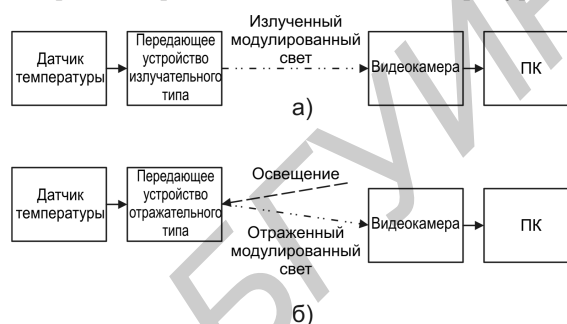 Датчик
температуры
Передающее
устройство
излучательного
типа
Излученный
модулированный
свет
Видеокамера
ПК
а)
Датчик
температуры
Передающее
устройство
отражательного
типа
Освещение
Отраженный
модулированный
свет
Видеокамера
ПК
б)
БГУИР